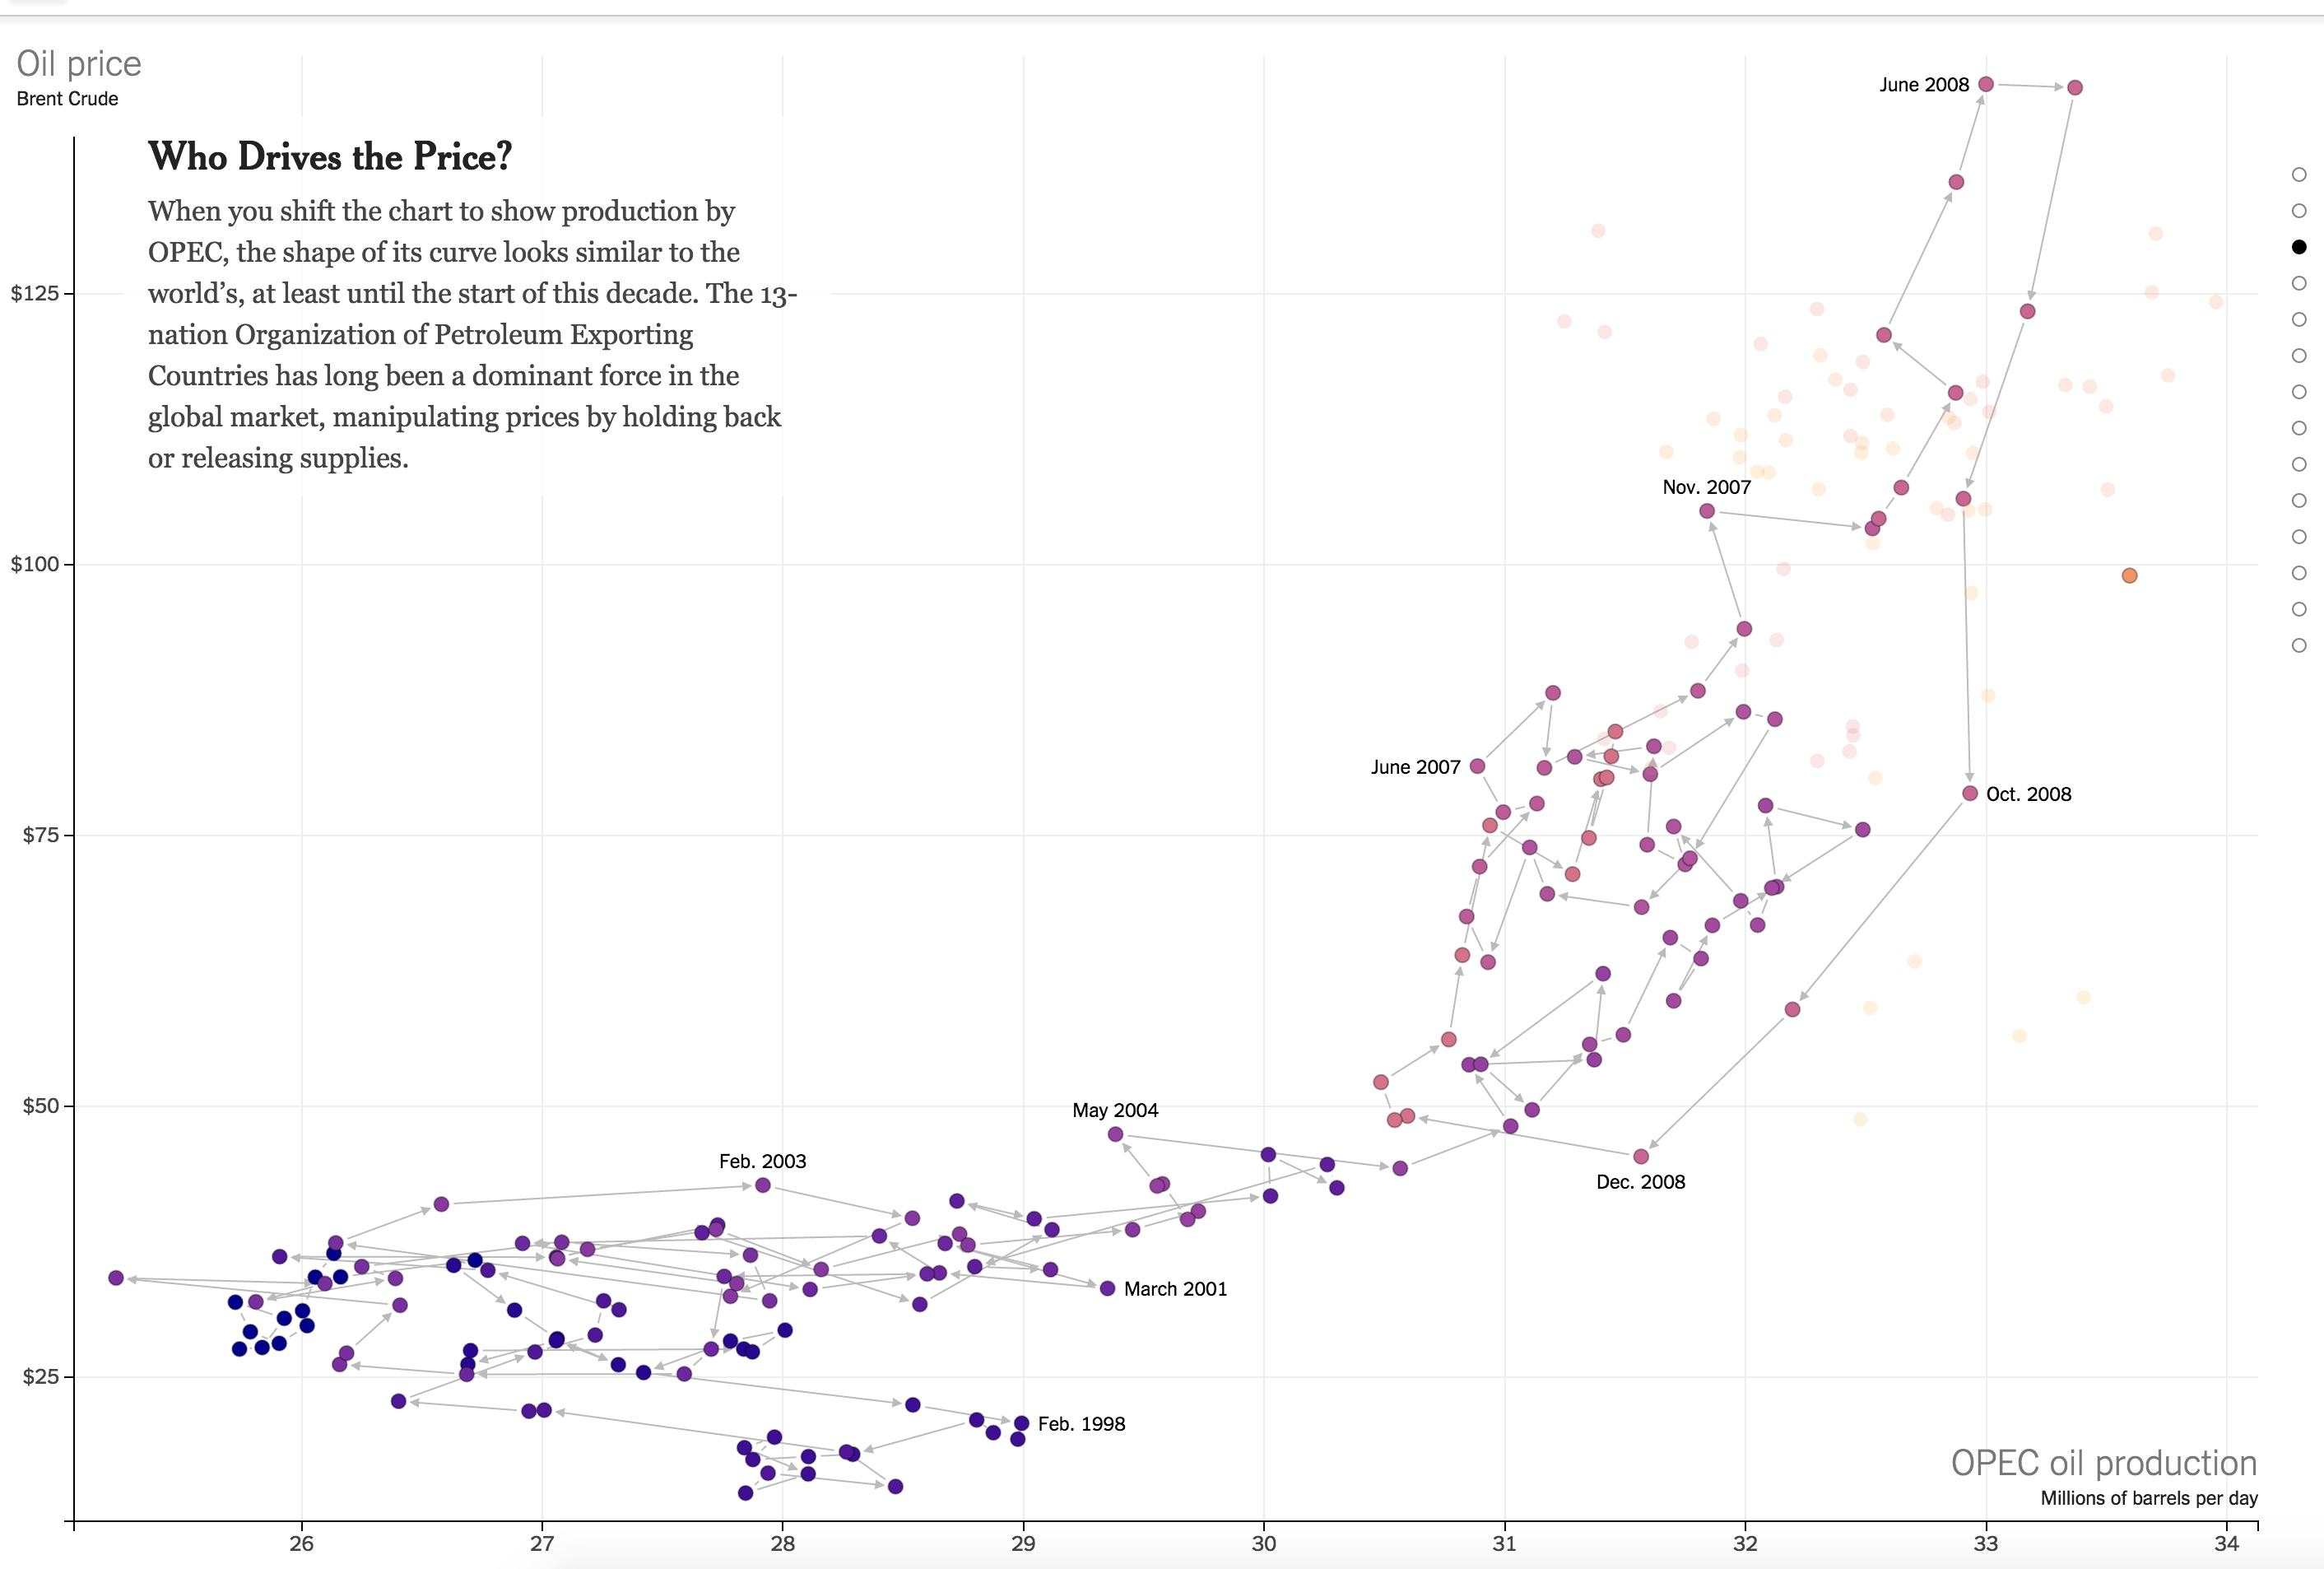 Oil price
Brent Crude
Who Drives the Price?
When you shift the chart to show production by
OPEC, the shape of its curve looks similar to the
world’s, at least until the start of this decade. The 13-
nation Organization of Petroleum Exporting
Countries has long been a dominant force in the
global market, manipulating prices by holding back
or releasing supplies.
June 2008
$125
Nov. 2007
$100
June 2007
Oct. 2008
$75
$50
May 2004
Feb. 2003
Dec. 2008
March 2001
$25
Feb. 1998
OPEC oil production
Millions of barrels per day
26 27 28 29 30 31 32 33 34